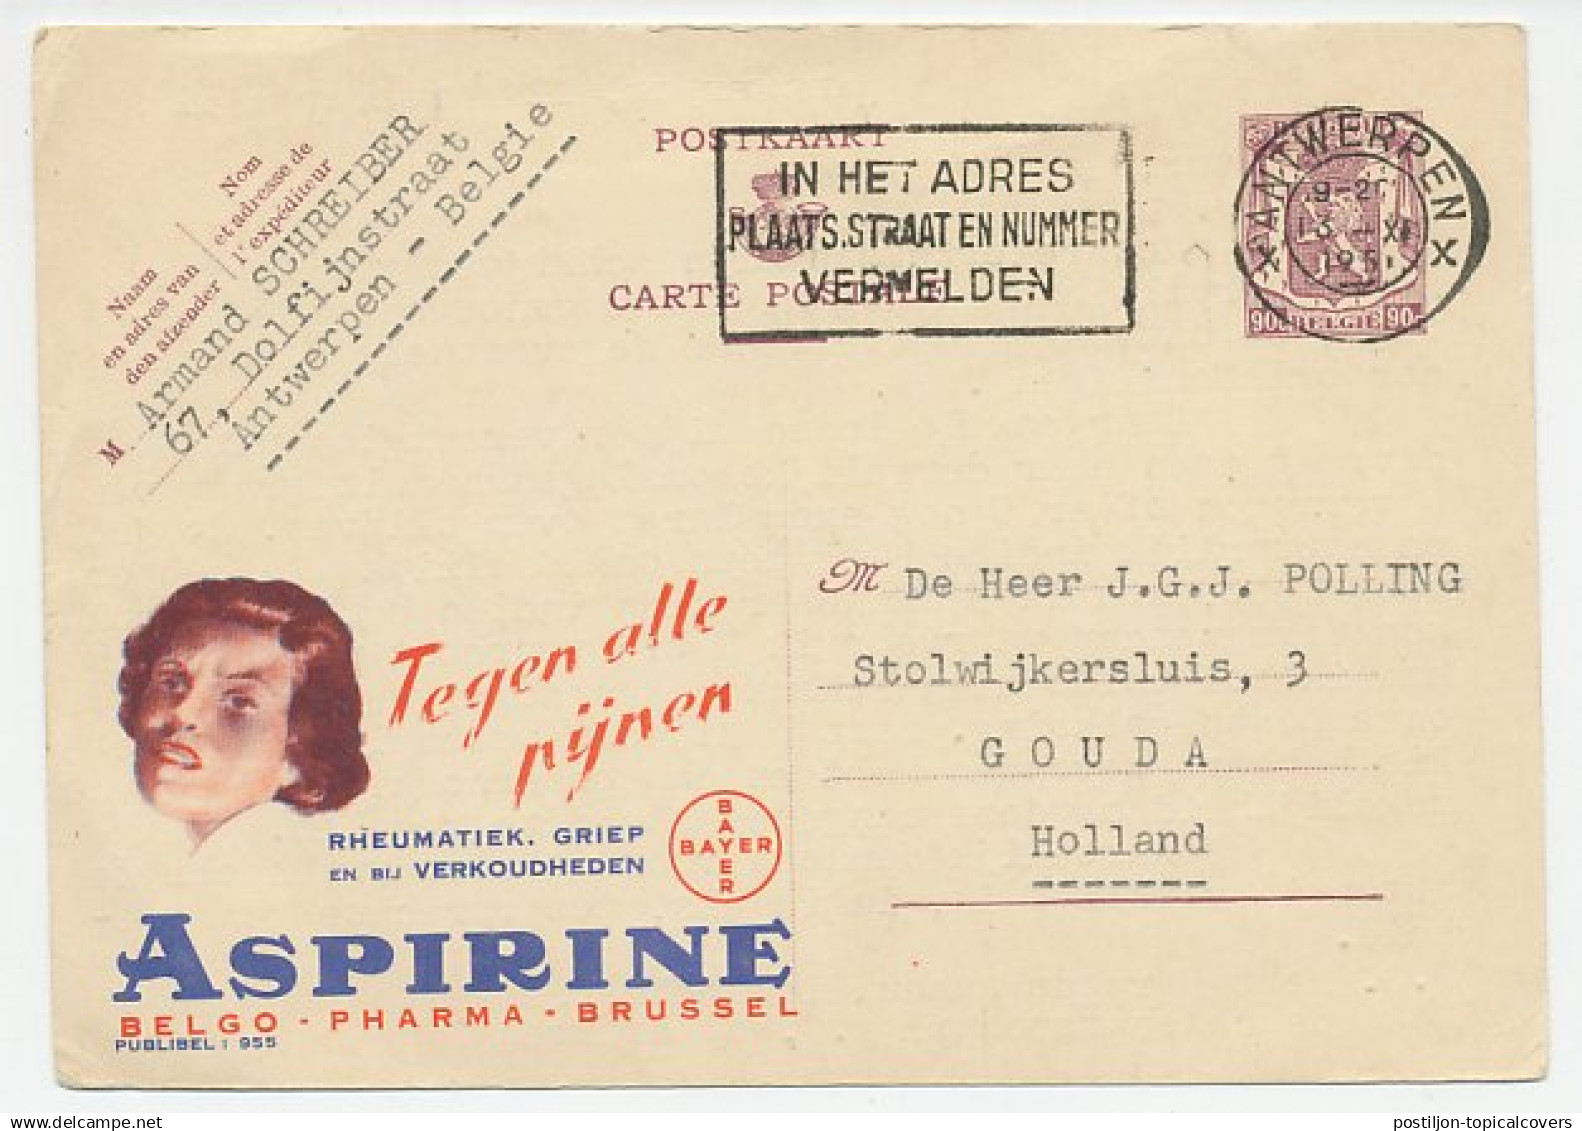 Nom
et adresse de
l'expéditeur
Naam
en adres van
den afzender
M Armand SCHREIBER
67, Dolfijnstraat
Antwerpen - Belgie
POSTKAART
CARTE POSTALE
IN HET ADRES
PLAATS.STRAAT EN NUMMER
VERMELDEN
ANTWERPEN X X
90c BELGIE 90c
M De Heer J.G.J. POLLING
Stolwijkersluis, 3
GOUDA
Holland
Tegen alle
pijnen
RHEUMATIEK. GRIEP
EN BIJ VERKOUDHEDEN
BAYER
BAYER
ASPIRINE
BELGO - PHARMA - BRUSSEL
PUBLIBEL : 955
delcampe.net
postiljon-topicalcovers